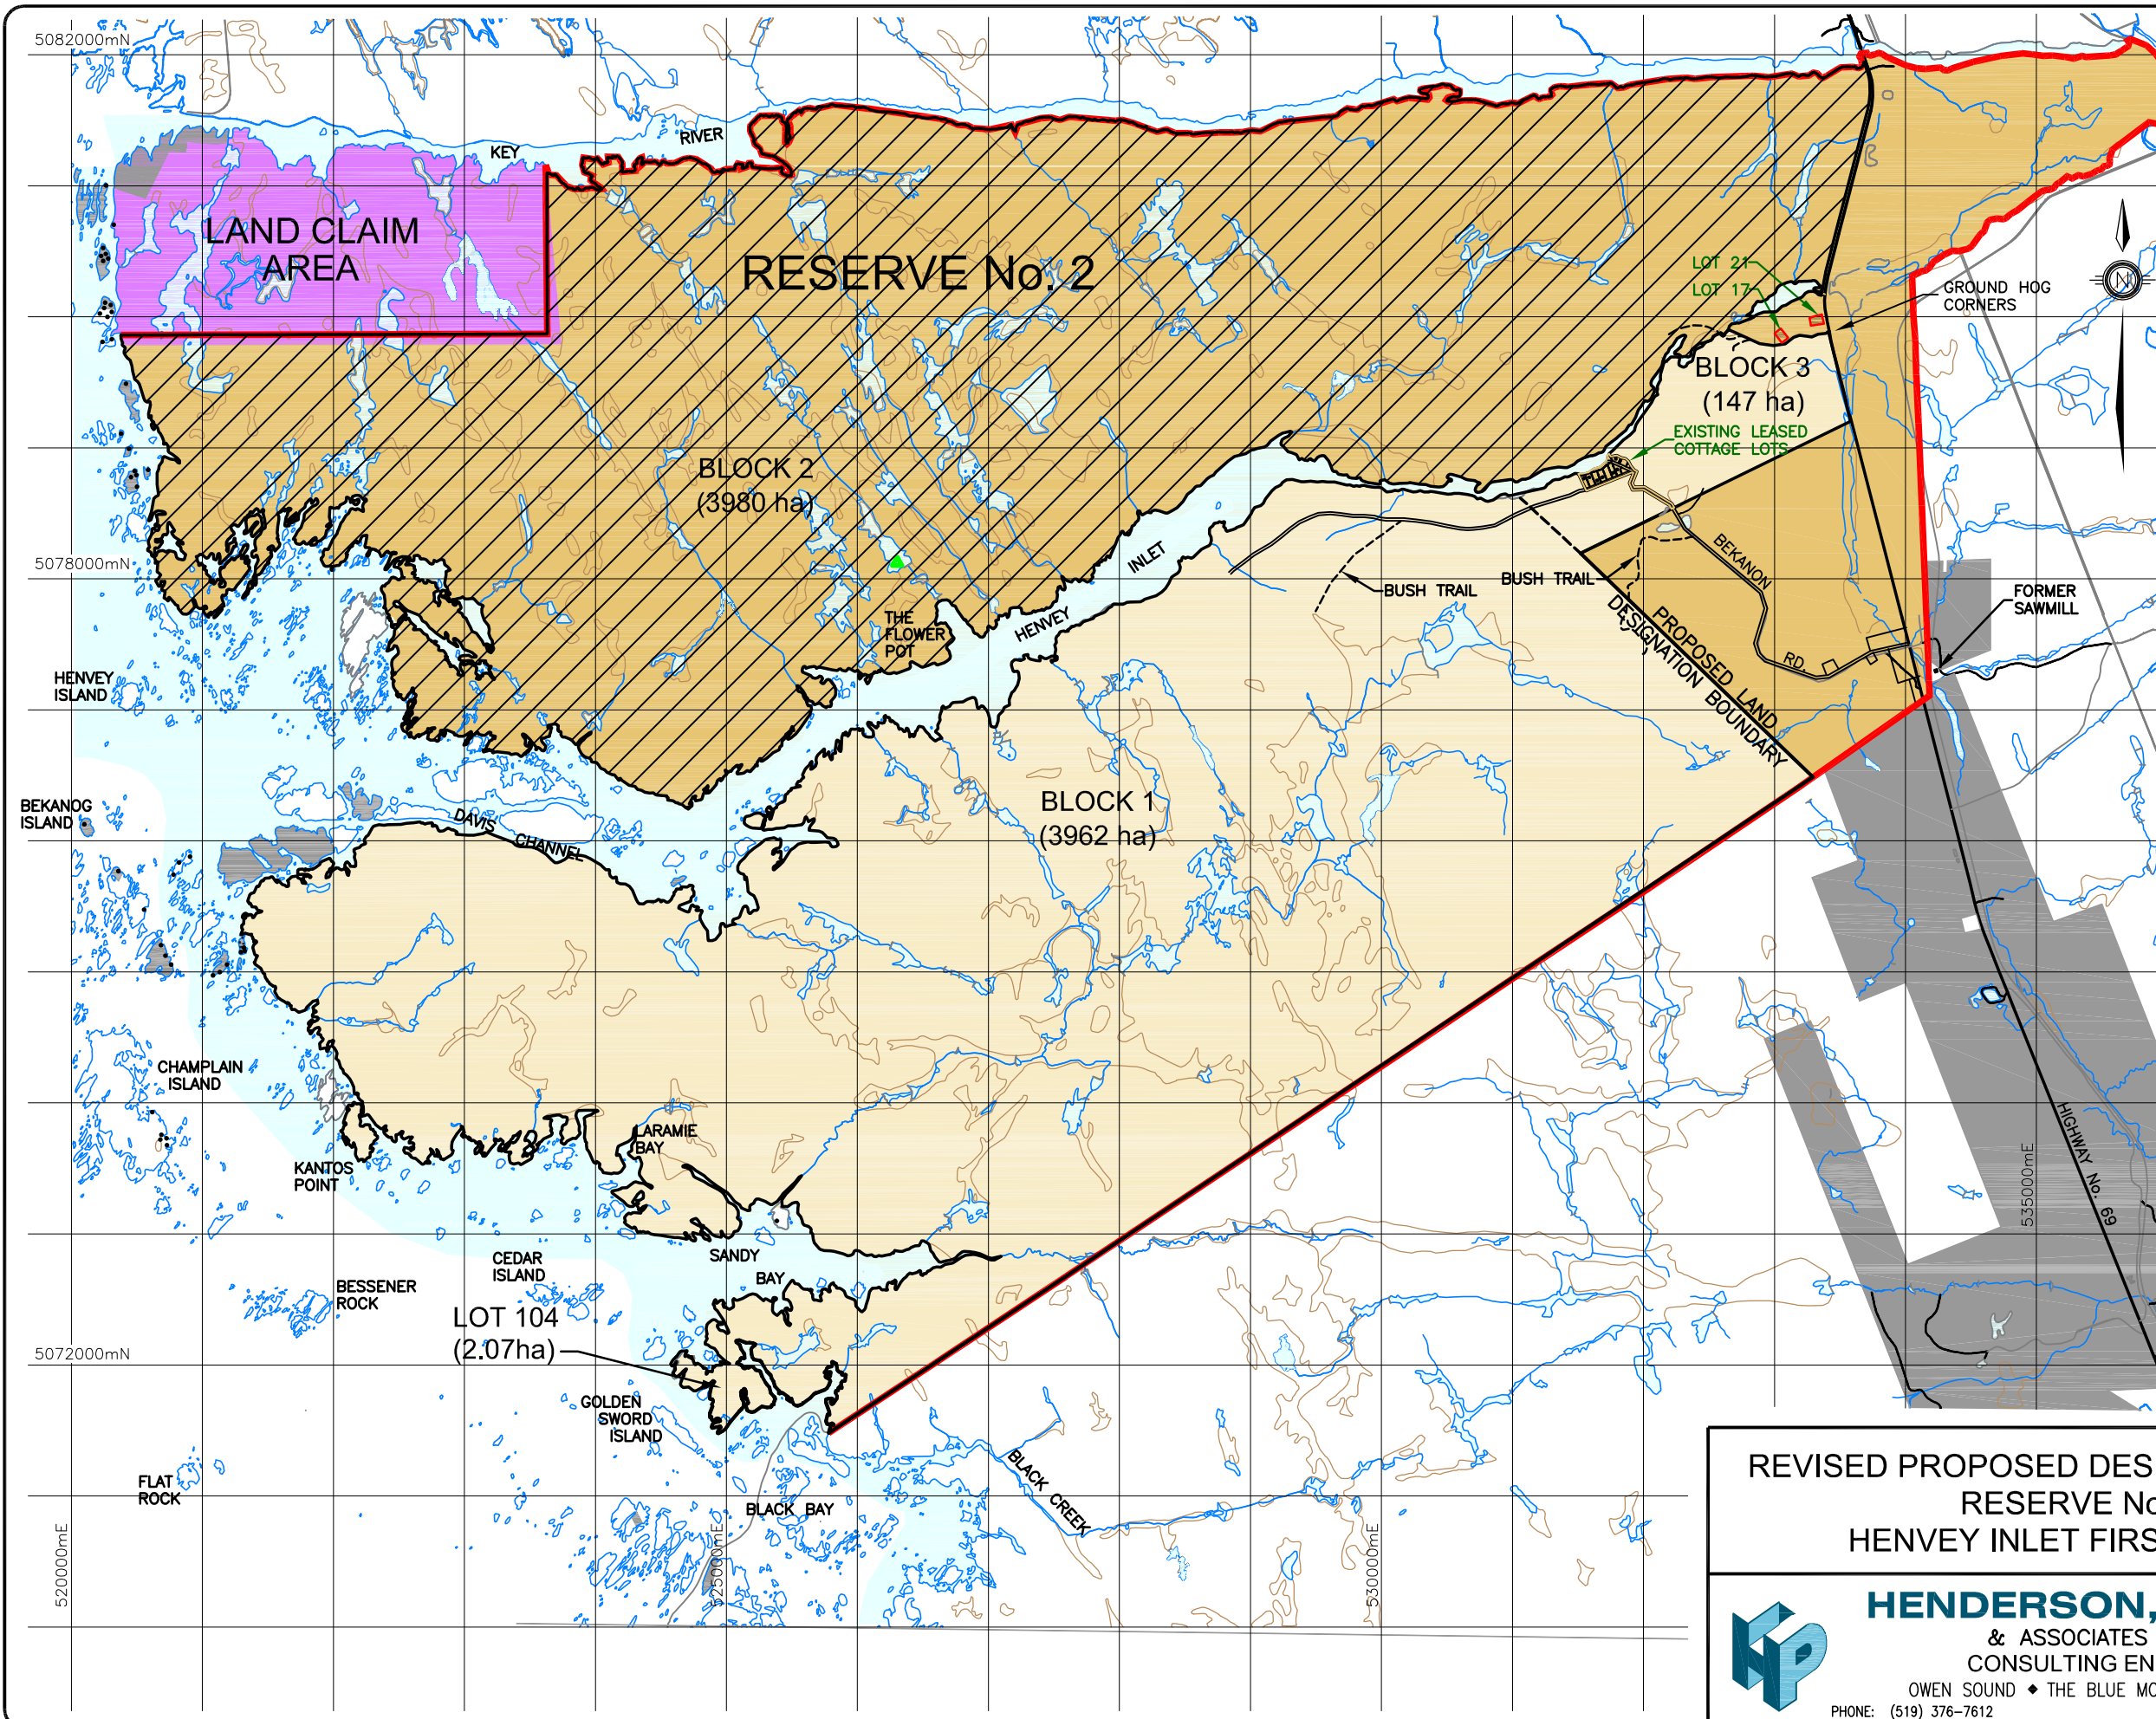 5082000mN
KEY
RIVER
LAND CLAIM
AREA
RESERVE No. 2
LOT 21
LOT 17
GROUND HOG
CORNERS
N
BLOCK 3
(147 ha)
EXISTING LEASED
COTTAGE LOTS
BLOCK 2
(3980 ha)
5078000mN
INLET
HENVEY
BEKANON
RD.
BUSH TRAIL
BUSH TRAIL
FORMER
SAWMILL
THE
FLOWER
POT
PROPOSED LAND
DESIGNATION BOUNDARY
HENVEY
ISLAND
BEKANOG
ISLAND
DAVIS CHANNEL
BLOCK 1
(3962 ha)
CHAMPLAIN
ISLAND
LARAMIE
BAY
KANTOS
POINT
HIGHWAY No. 69
535000mE
SANDY
BAY
CEDAR
ISLAND
BESSENER
ROCK
LOT 104
(2.07ha)
5072000mN
GOLDEN
SWORD
ISLAND
FLAT
ROCK
BLACK BAY
BLACK CREEK
520000mE
525000mE
530000mE
REVISED PROPOSED DES
RESERVE No
HENVEY INLET FIRS
HP
HENDERSON,
& ASSOCIATES
CONSULTING EN
OWEN SOUND ♦ THE BLUE MO
PHONE: (519) 376-7612